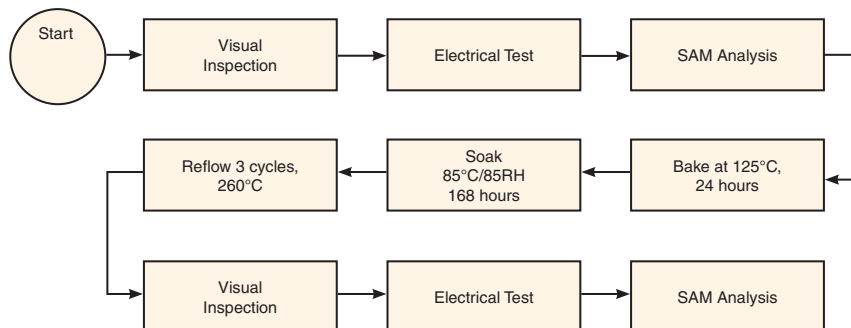 Start
Visual
Inspection
Electrical Test
SAM Analysis
Bake at 125°C,
24 hours
Soak
85°C/85RH
168 hours
Reflow 3 cycles,
260°C
Visual
Inspection
Electrical Test
SAM Analysis